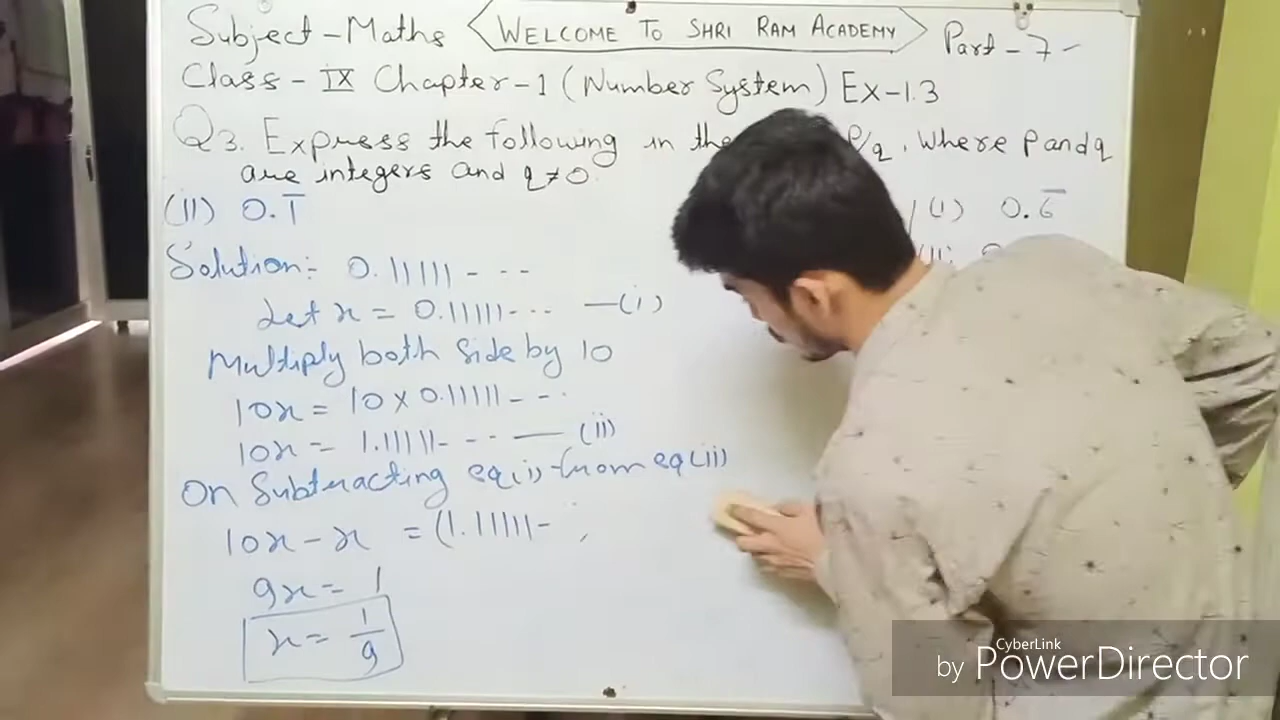 Subject-Maths WELCOME TO SHRI RAM ACADEMY Part-7-
Class-IX Chapter-1 (Number System) Ex-1.3
Q3. Express the following in the P/q, Where P and q
are integers and q≠0.
(II) 0.1̅
(i) 0.6̅
Solution:- 0.11111---
Let x = 0.11111--- —(i)
Multiply both side by 10
10x = 10 x 0.11111---
10x = 1.11111--- —(ii)
On Subtracting eq(i) from eq(ii)
10x - x = (1.11111-
9x = 1
x = 1/9
CyberLink
by PowerDirector